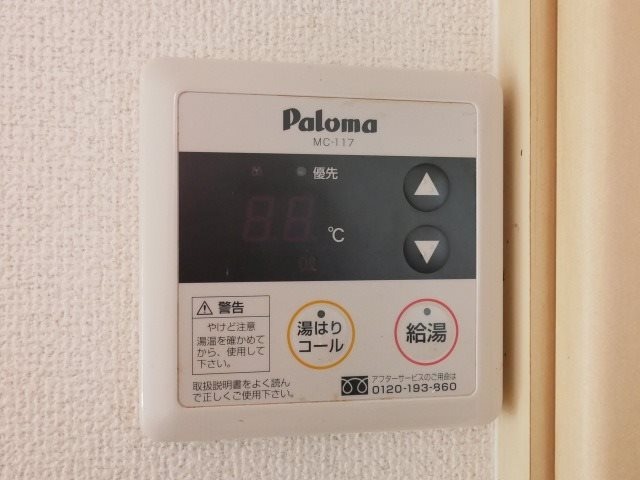 Paloma
MC-117
優先
℃
警告
やけど注意
湯温を確かめて
から、使用して
下さい。
取扱説明書をよく読ん
で正しくご使用下さい。
湯はり
コール
給湯
アフターサービスのご用命は
0120-193-860